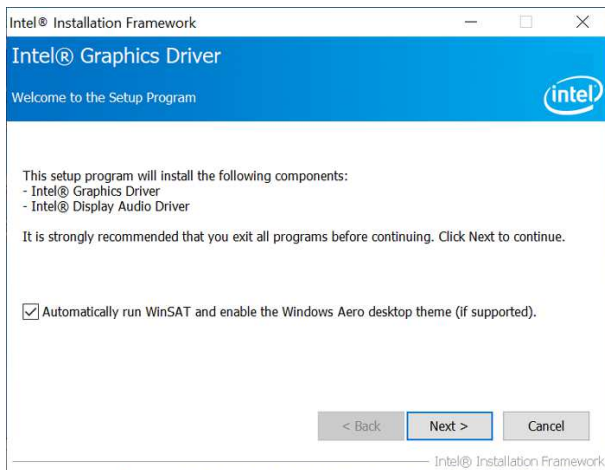 Intel® Installation Framework
Intel® Graphics Driver
Welcome to the Setup Program
intel
This setup program will install the following components:
- Intel® Graphics Driver
- Intel® Display Audio Driver
It is strongly recommended that you exit all programs before continuing. Click Next to continue.
Automatically run WinSAT and enable the Windows Aero desktop theme (if supported).
< Back Next > Cancel
Intel® Installation Framework